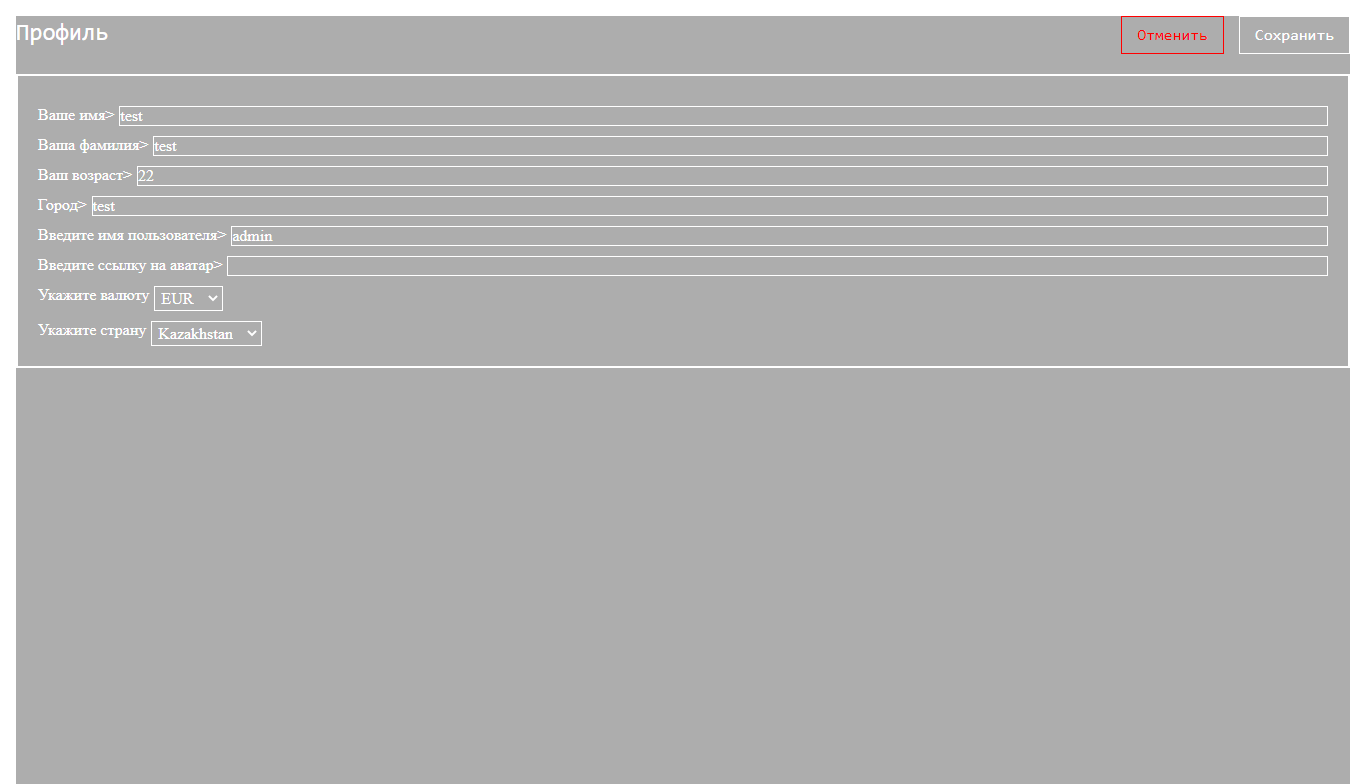 Профиль Отменить Сохранить
Ваше имя> test
Ваша фамилия> test
Ваш возраст> 22
Город> test
Введите имя пользователя> admin
Введите ссылку на аватар>
Укажите валюту EUR
Укажите страну Kazakhstan